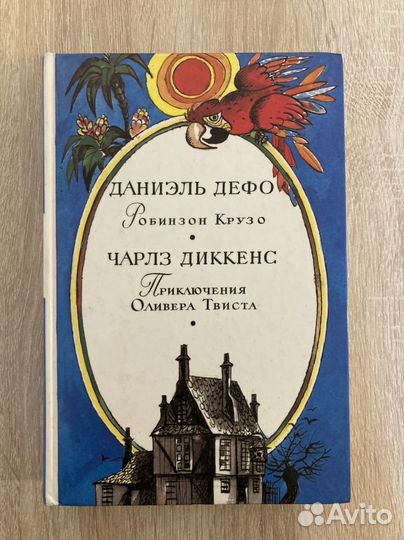 ДАНИЭЛЬ ДЕФО
Робинзон Крузо
ЧАРЛЗ ДИККЕНС
Приключения
Оливера Твиста
Avito